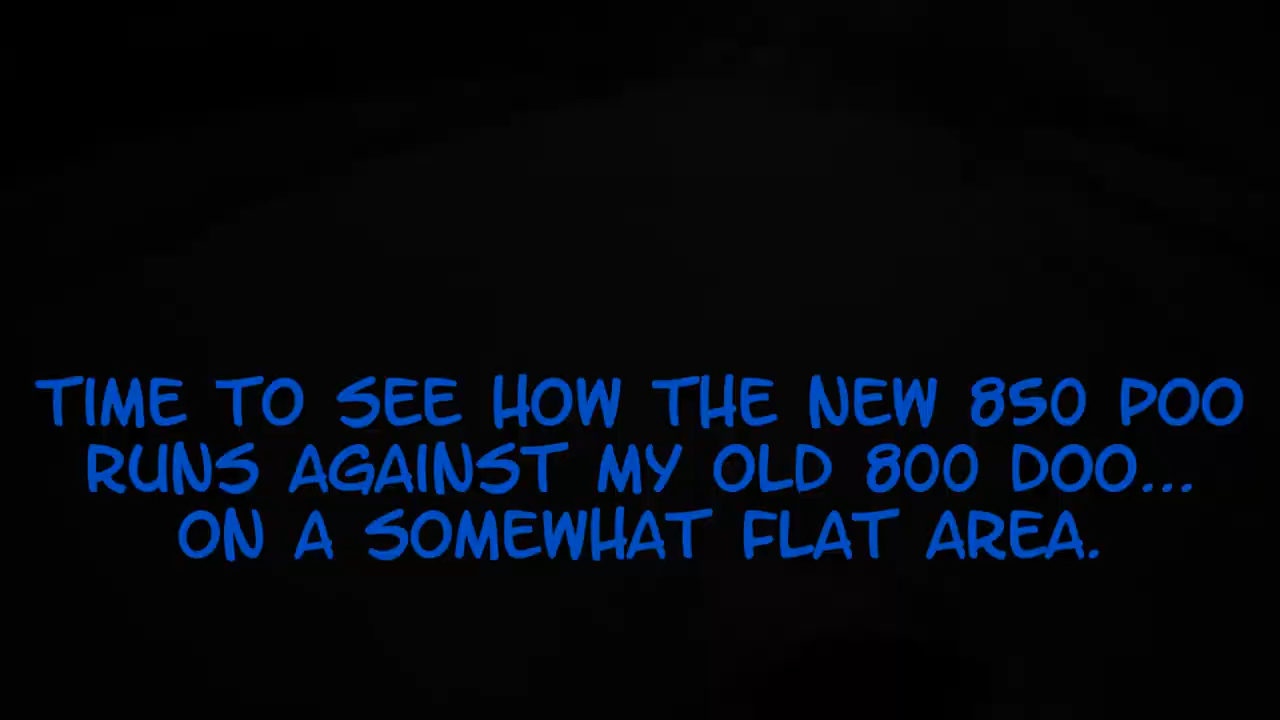 TIME TO SEE HOW THE NEW 850 POO
RUNS AGAINST MY OLD 800 DOO...
ON A SOMEWHAT FLAT AREA.